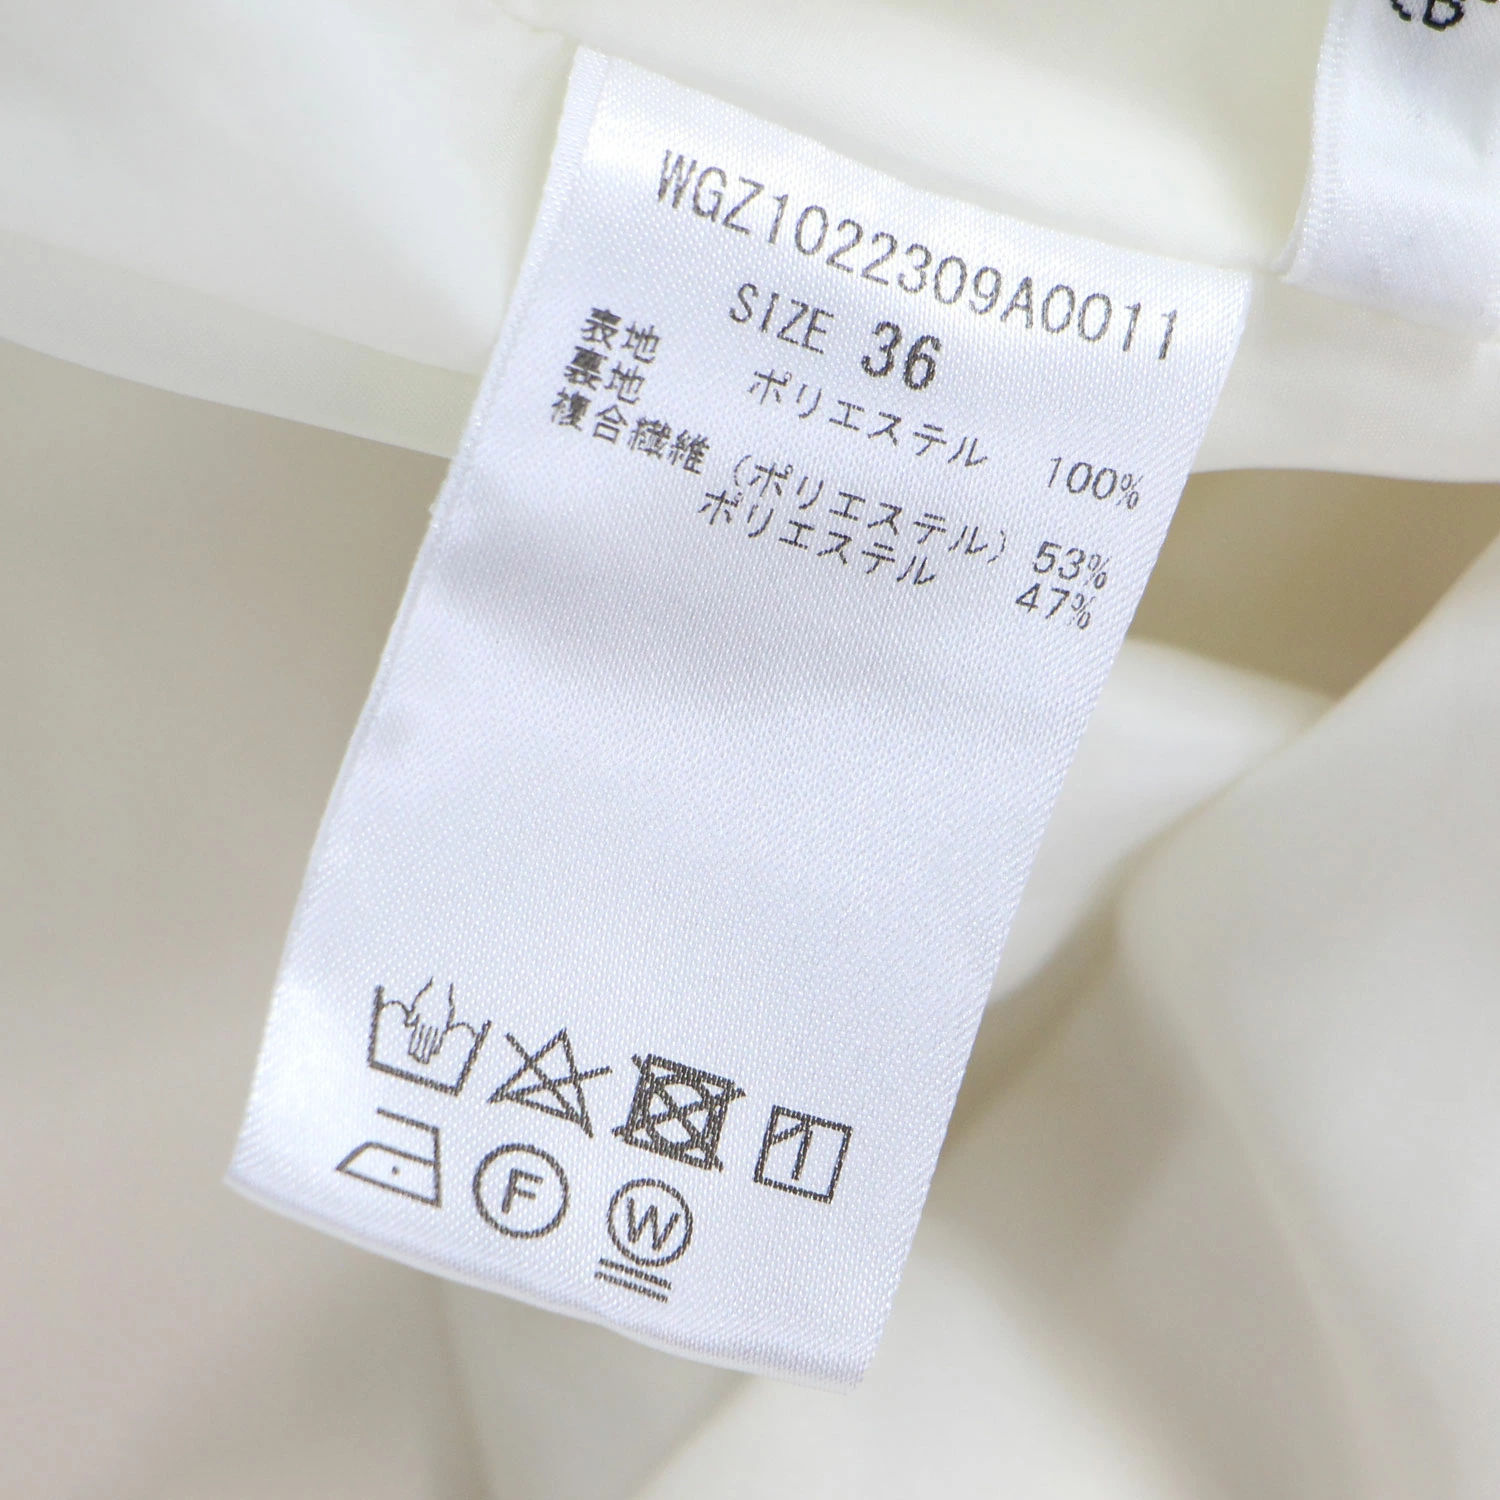 WGZ1022309A0011
SIZE 36
表地 ポリエステル 100%
裏地
複合繊維 (ポリエステル) 53%
ポリエステル 47%
F
W